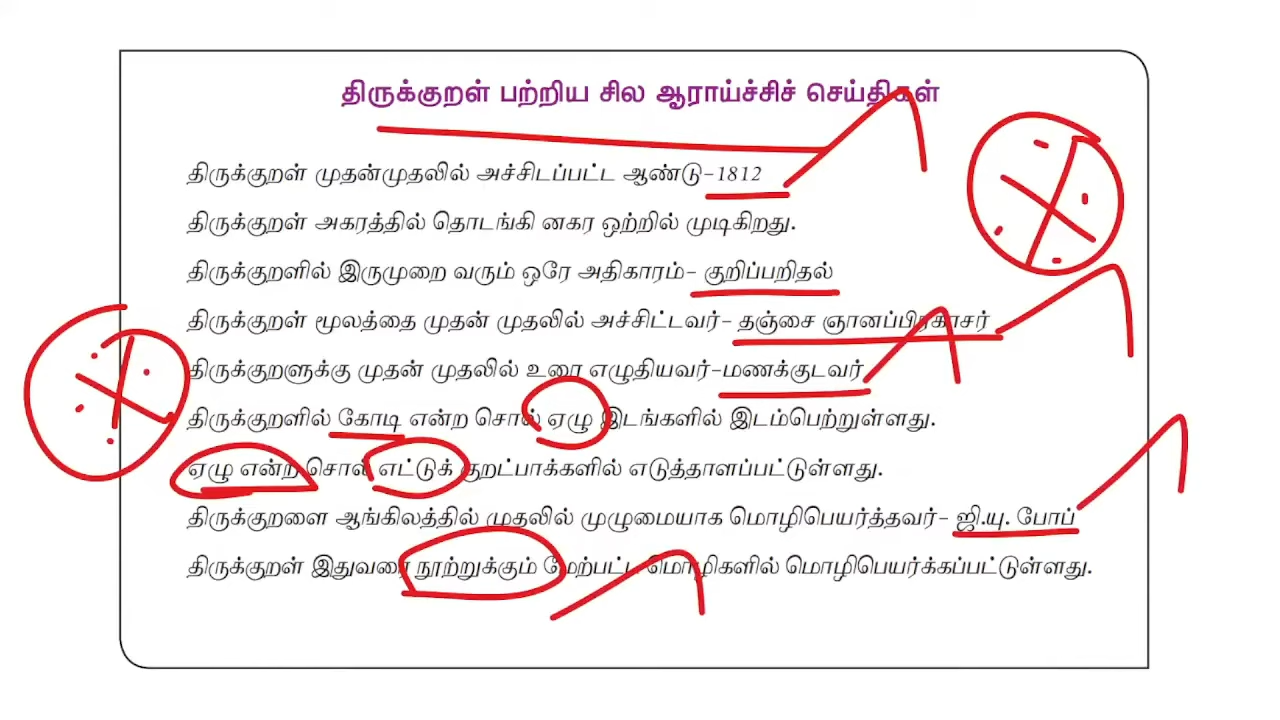 திருக்குறள் பற்றிய சில ஆராய்ச்சிச் செய்திகள்
திருக்குறள் முதன்முதலில் அச்சிடப்பட்ட ஆண்டு-1812
திருக்குறள் அகரத்தில் தொடங்கி னகர ஒற்றில் முடிகிறது.
திருக்குறளில் இருமுறை வரும் ஒரே அதிகாரம்- குறிப்பறிதல்
திருக்குறள் மூலத்தை முதன் முதலில் அச்சிட்டவர்- தஞ்சை ஞானப்பிரகாசர்
திருக்குறளுக்கு முதன் முதலில் உரை எழுதியவர்-மணக்குடவர்
திருக்குறளில் கோடி என்ற சொல் ஏழு இடங்களில் இடம்பெற்றுள்ளது.
ஏழு என்ற சொல் எட்டுக் குறட்பாக்களில் எடுத்தாளப்பட்டுள்ளது.
திருக்குறளை ஆங்கிலத்தில் முதலில் முழுமையாக மொழிபெயர்த்தவர்- ஜி.யு. போப்
திருக்குறள் இதுவரை நூற்றுக்கும் மேற்பட்ட மொழிகளில் மொழிபெயர்க்கப்பட்டுள்ளது.